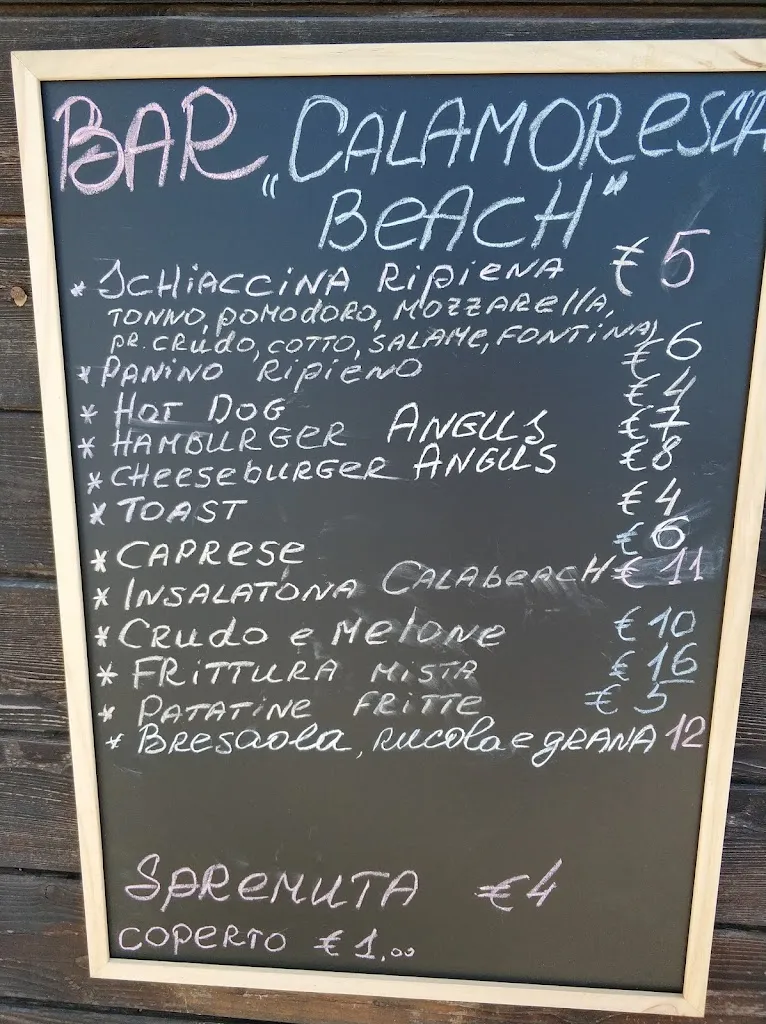 BAR „CALAMORESCA
BEACH"
* SCHIACCINA RIPIENA € 5
TONNO, POMODORO, MOZZARELLA,
PR. CRUDO, COTTO, SALAME, FONTINA)
* PANINO RIPIENO € 6
* HOT DOG € 4
* HAMBURGER ANGUS € 7
* CHEESEBURGER ANGUS € 8
* TOAST € 4
* CAPRESE € 6
* INSALATONA CALABEACH € 11
* CRUDO e MELONE € 10
* FRITTURA MISTA € 16
* PATATINE FRITTE € 5
* Bresaola, rucola e GRANA 12
SPREMUTA € 4
COPERTO € 1,00